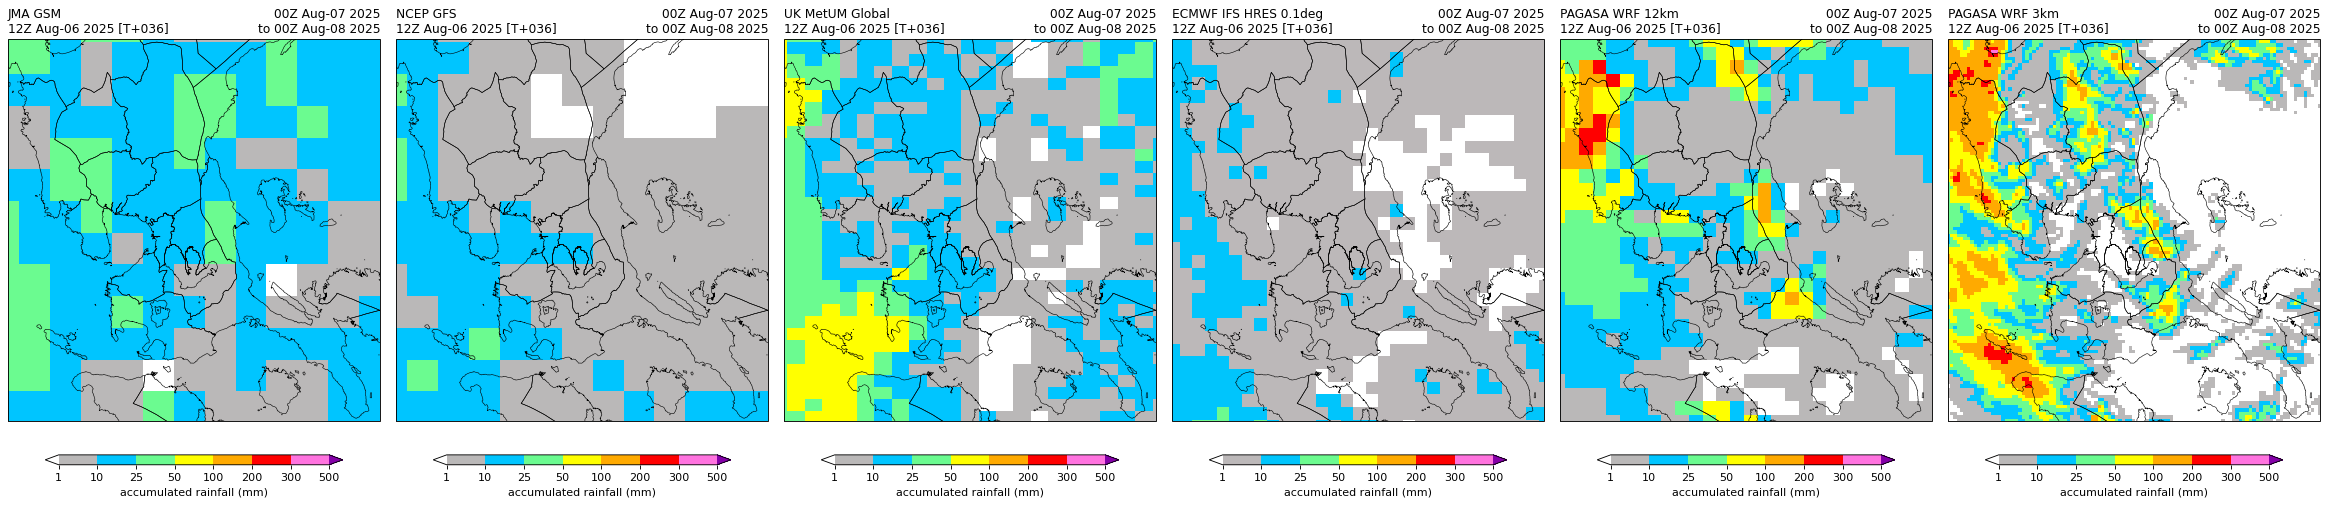 JMA GSM 00Z Aug-07 2025
12Z Aug-06 2025 [T+036] to 00Z Aug-08 2025
1 10 25 50 100 200 300 500
accumulated rainfall (mm)
NCEP GFS 00Z Aug-07 2025
12Z Aug-06 2025 [T+036] to 00Z Aug-08 2025
1 10 25 50 100 200 300 500
accumulated rainfall (mm)
UK MetUM Global 00Z Aug-07 2025
12Z Aug-06 2025 [T+036] to 00Z Aug-08 2025
1 10 25 50 100 200 300 500
accumulated rainfall (mm)
ECMWF IFS HRES 0.1deg 00Z Aug-07 2025
12Z Aug-06 2025 [T+036] to 00Z Aug-08 2025
1 10 25 50 100 200 300 500
accumulated rainfall (mm)
PAGASA WRF 12km 00Z Aug-07 2025
12Z Aug-06 2025 [T+036] to 00Z Aug-08 2025
1 10 25 50 100 200 300 500
accumulated rainfall (mm)
PAGASA WRF 3km 00Z Aug-07 2025
12Z Aug-06 2025 [T+036] to 00Z Aug-08 2025
1 10 25 50 100 200 300 500
accumulated rainfall (mm)